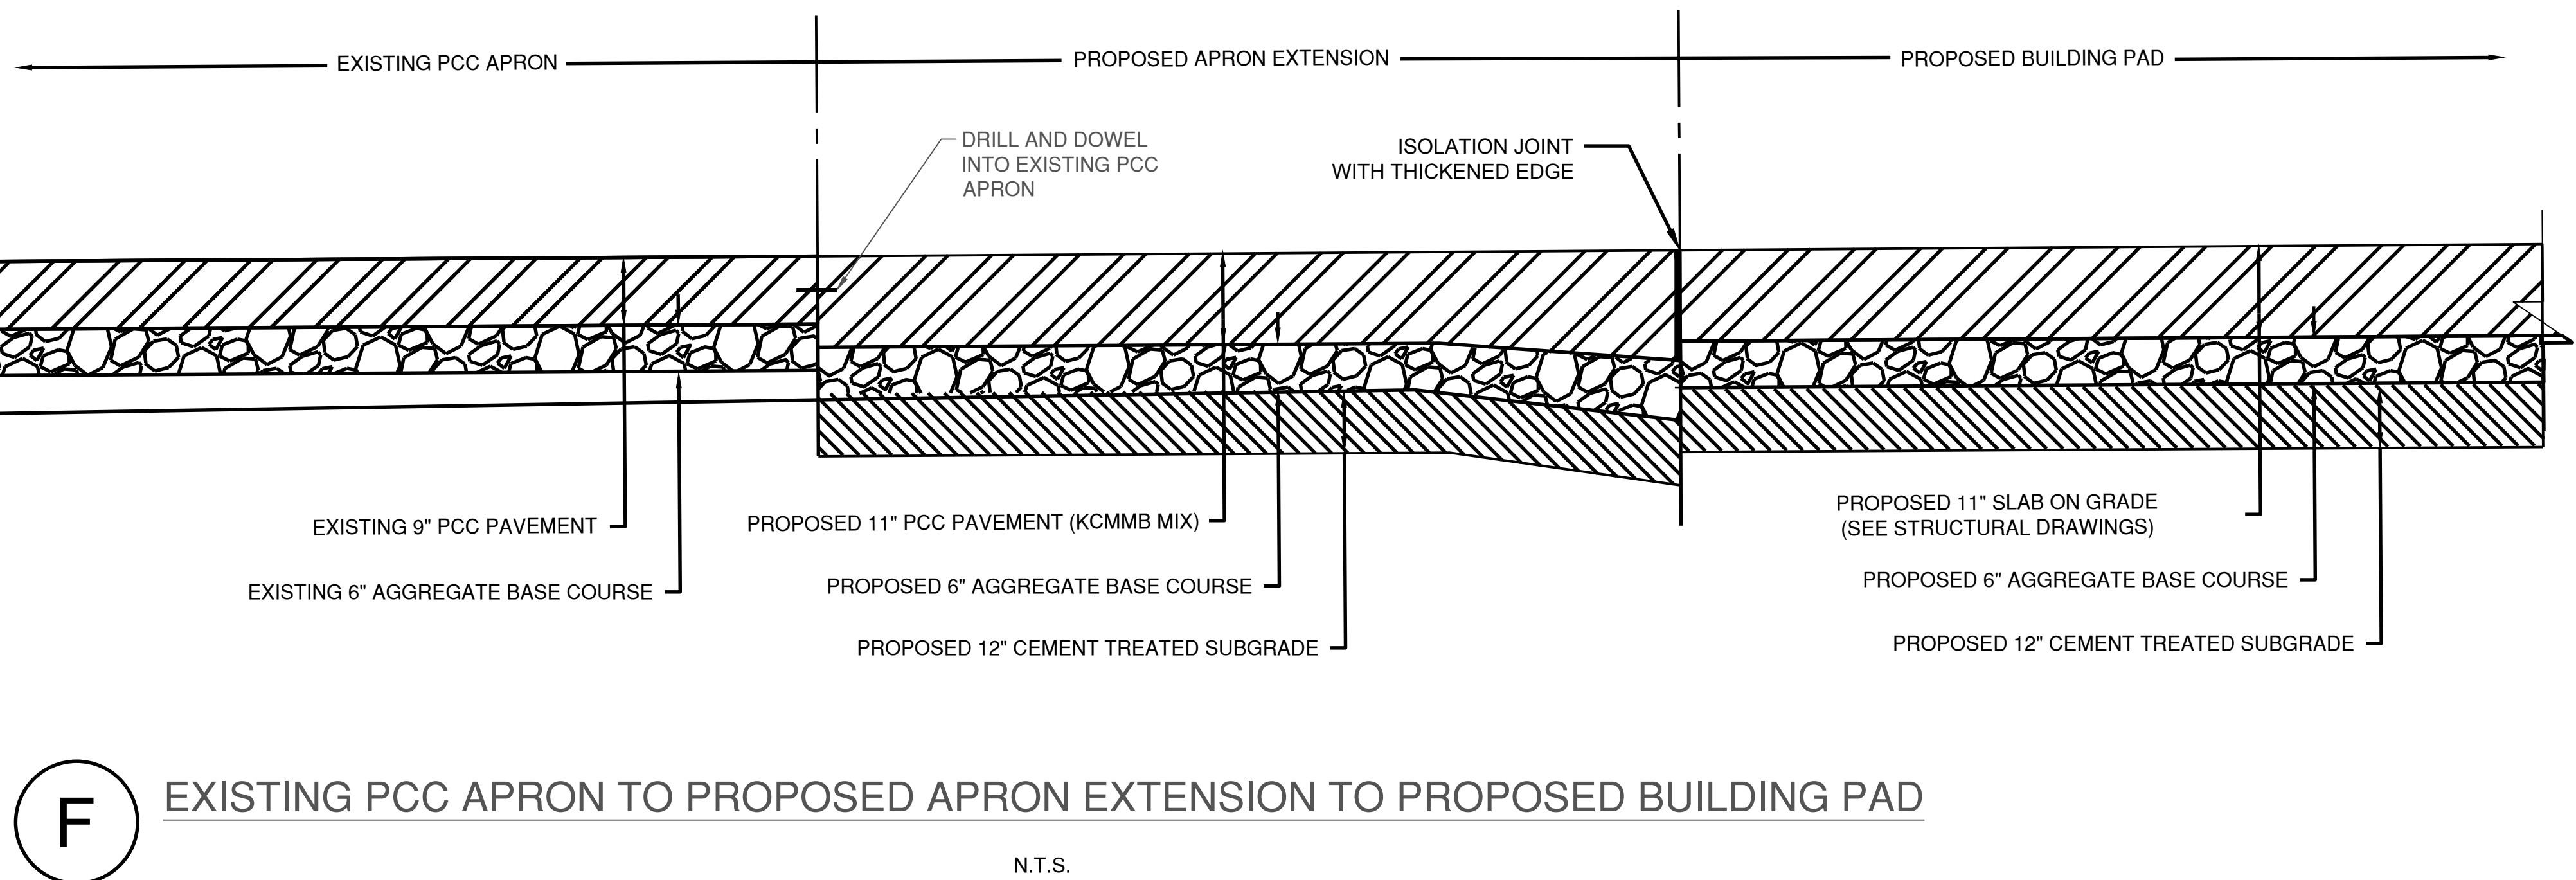 EXISTING PCC APRON
PROPOSED APRON EXTENSION
PROPOSED BUILDING PAD
DRILL AND DOWEL
INTO EXISTING PCC
APRON
ISOLATION JOINT
WITH THICKENED EDGE
EXISTING 9" PCC PAVEMENT
EXISTING 6" AGGREGATE BASE COURSE
PROPOSED 11" PCC PAVEMENT (KCMMB MIX)
PROPOSED 6" AGGREGATE BASE COURSE
PROPOSED 12" CEMENT TREATED SUBGRADE
PROPOSED 11" SLAB ON GRADE
(SEE STRUCTURAL DRAWINGS)
PROPOSED 6" AGGREGATE BASE COURSE
PROPOSED 12" CEMENT TREATED SUBGRADE
F
EXISTING PCC APRON TO PROPOSED APRON EXTENSION TO PROPOSED BUILDING PAD
N.T.S.